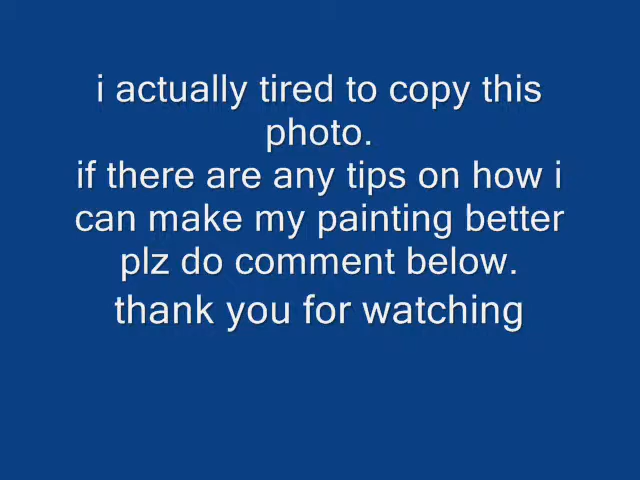 i actually tired to copy this
photo.
if there are any tips on how i
can make my painting better
plz do comment below.
thank you for watching